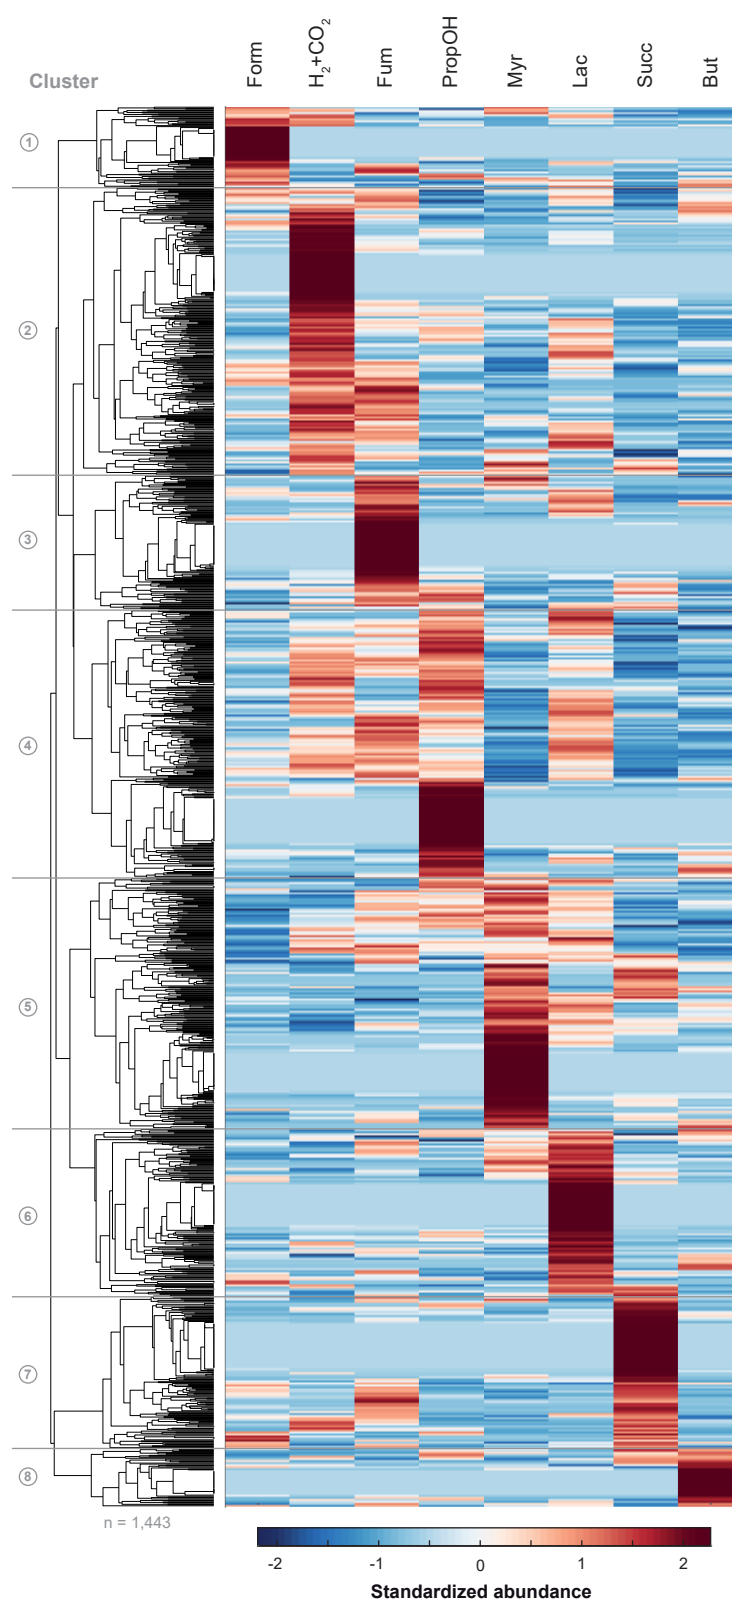 Form
H₂+CO₂
Fum
PropOH
Myr
Lac
Succ
But
Cluster
1
2
3
4
5
6
7
8
n = 1,443
-2 -1 0 1 2
Standardized abundance